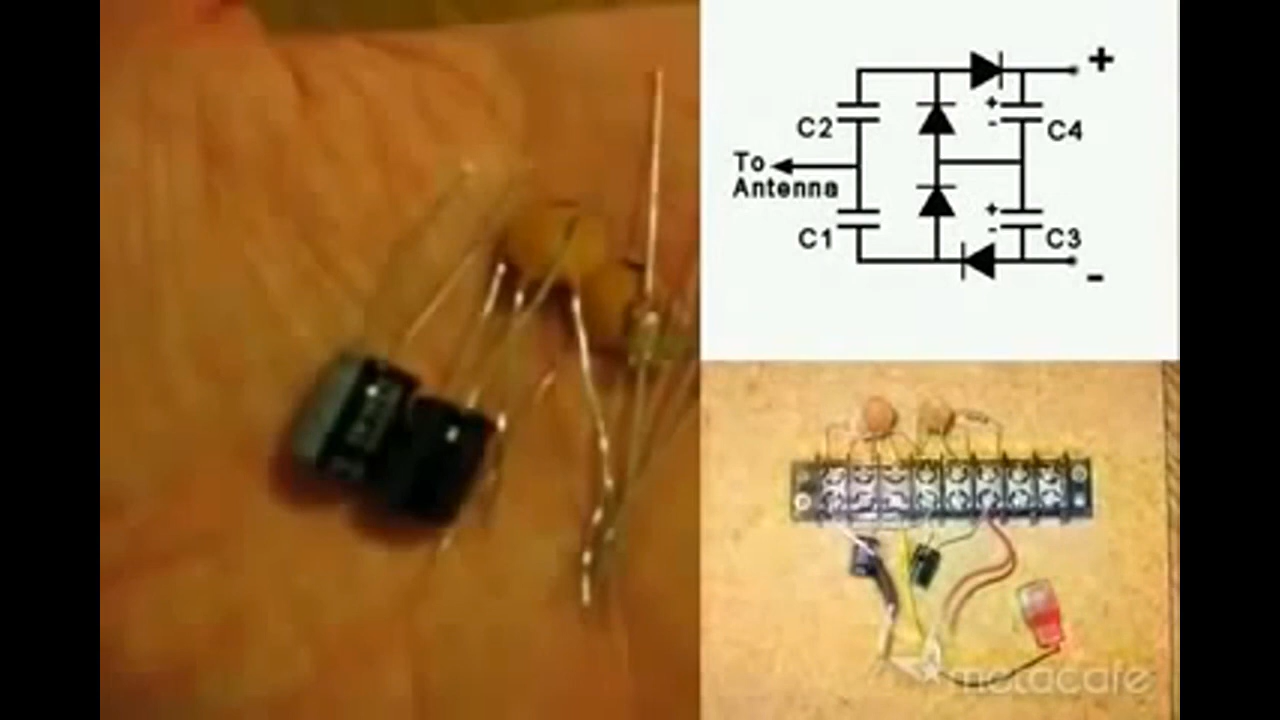 +
+
-
C2
C4
To
Antenna
+
-
C1
C3
-
metacafe